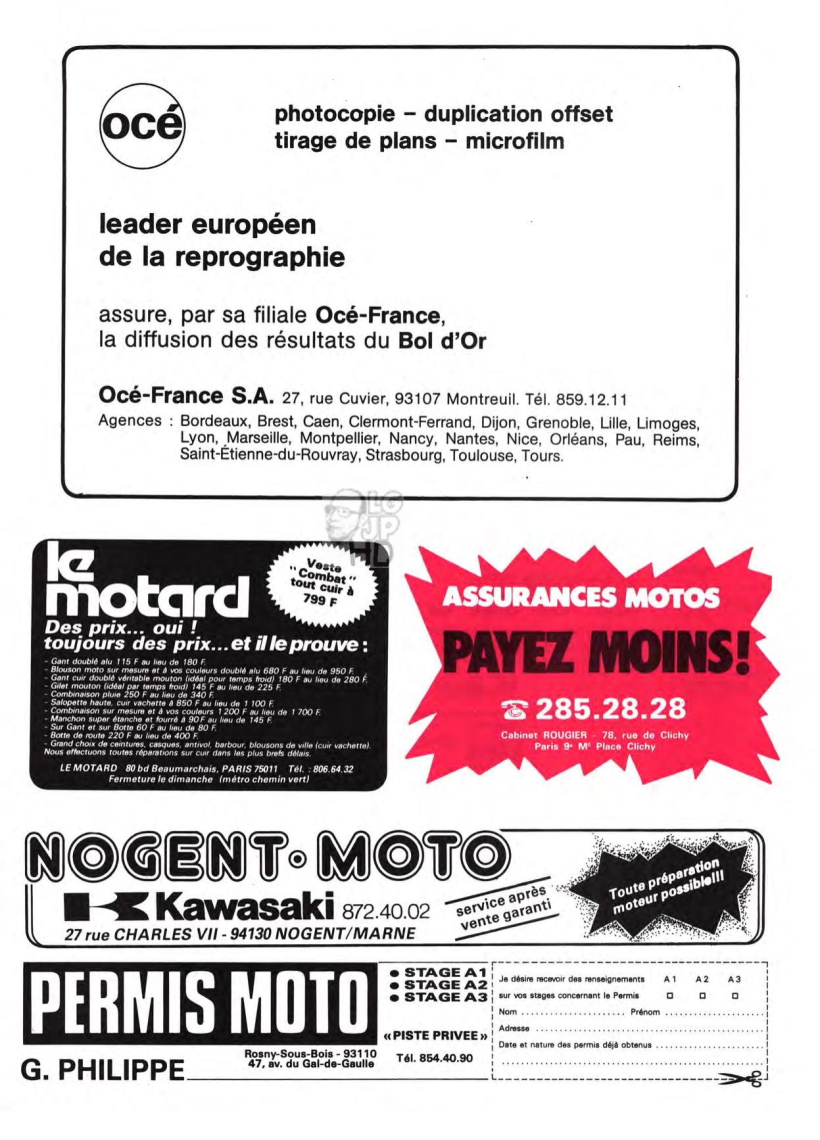 océ
photocopie – duplication offset
tirage de plans – microfilm
leader européen
de la reprographie
assure, par sa filiale Océ-France,
la diffusion des résultats du Bol d'Or
Océ-France S.A. 27, rue Cuvier, 93107 Montreuil. Tél. 859.12.11
Agences : Bordeaux, Brest, Caen, Clermont-Ferrand, Dijon, Grenoble, Lille, Limoges,
Lyon, Marseille, Montpellier, Nancy, Nantes, Nice, Orléans, Pau, Reims,
Saint-Étienne-du-Rouvray, Strasbourg, Toulouse, Tours.
LG
JP
HD
le
motard
Veste
"Combat"
tout cuir à
799 F
Des prix... oui !
toujours des prix...et il le prouve :
- Gant doublé alu 115 F au lieu de 180 F.
- Blouson moto sur mesure et à vos couleurs doublé alu 680 F au lieu de 950 F.
- Gant cuir doublé véritable mouton (idéal pour temps froid) 180 F au lieu de 280 F.
- Gilet mouton (idéal par temps froid) 145 F au lieu de 225 F.
- Combinaison pluie 250 F au lieu de 340 F.
- Salopette haute, cuir vachette à 850 F au lieu de 1 100 F.
- Combinaison sur mesure et à vos couleurs 1 200 F au lieu de 1 700 F.
- Manchon super étanche et fourré à 90 F au lieu de 145 F.
- Sur Gant et sur Botte 60 F au lieu de 80 F.
- Botte de route 220 F au lieu de 400 F.
- Grand choix de ceintures, casques, antivol, barbour, blousons de ville (cuir vachette).
Nous effectuons toutes réparations sur cuir dans les plus brefs délais.
LE MOTARD 80 bd Beaumarchais, PARIS 75011 Tél. : 806.64.32
Fermeture le dimanche (métro chemin vert)
ASSURANCES MOTOS
PAYEZ MOINS!
☎ 285.28.28
Cabinet ROUGIER - 78, rue de Clichy
Paris 9e Mo Place Clichy
NOGENT•MOTO
Kawasaki 872.40.02
27 rue CHARLES VII - 94130 NOGENT/MARNE
service après
vente garanti
Toute préparation
moteur possible!!!
PERMIS MOTO
G. PHILIPPE
Rosny-Sous-Bois - 93110
47, av. du Gal-de-Gaulle
● STAGE A1
● STAGE A2
● STAGE A3
«PISTE PRIVEE»
Tél. 854.40.90
Je désire recevoir des renseignements A 1 A 2 A 3
sur vos stages concernant le Permis □ □ □
Nom ..................... Prénom .....................
Adresse .....................
Date et nature des permis déjà obtenus .....................